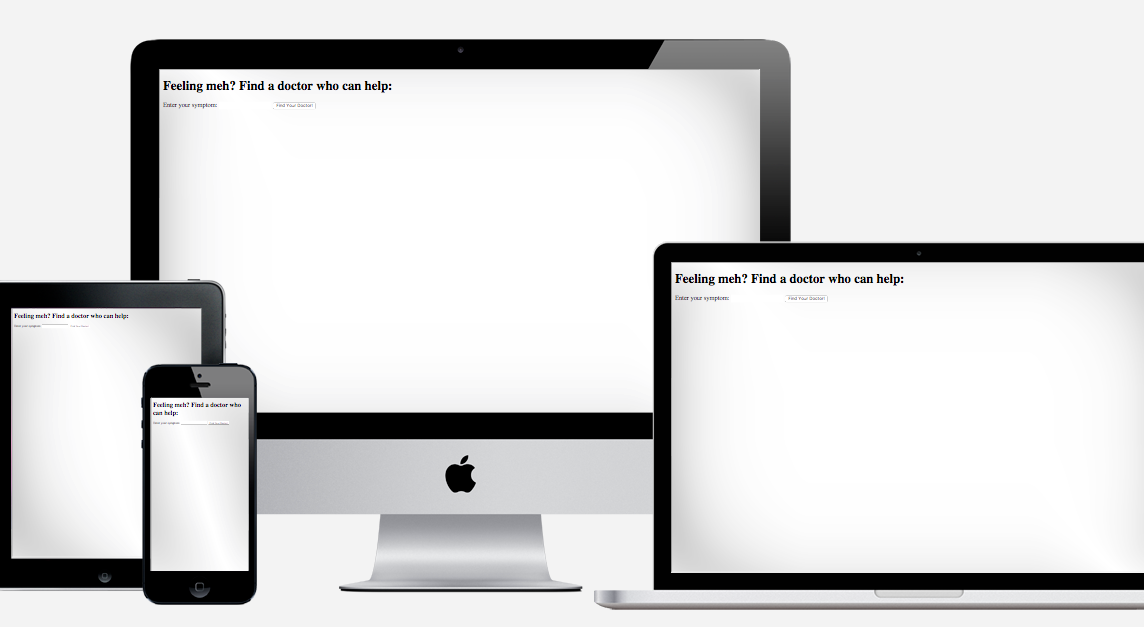 Feeling meh? Find a doctor who can help:
Enter your symptom: Find Your Doctor!
Feeling meh? Find a doctor who can help:
Enter your symptom: Find Your Doctor!
Feeling meh? Find a doctor who can help:
Enter your symptom:
Feeling meh? Find a doctor who
can help:
Enter your symptom: